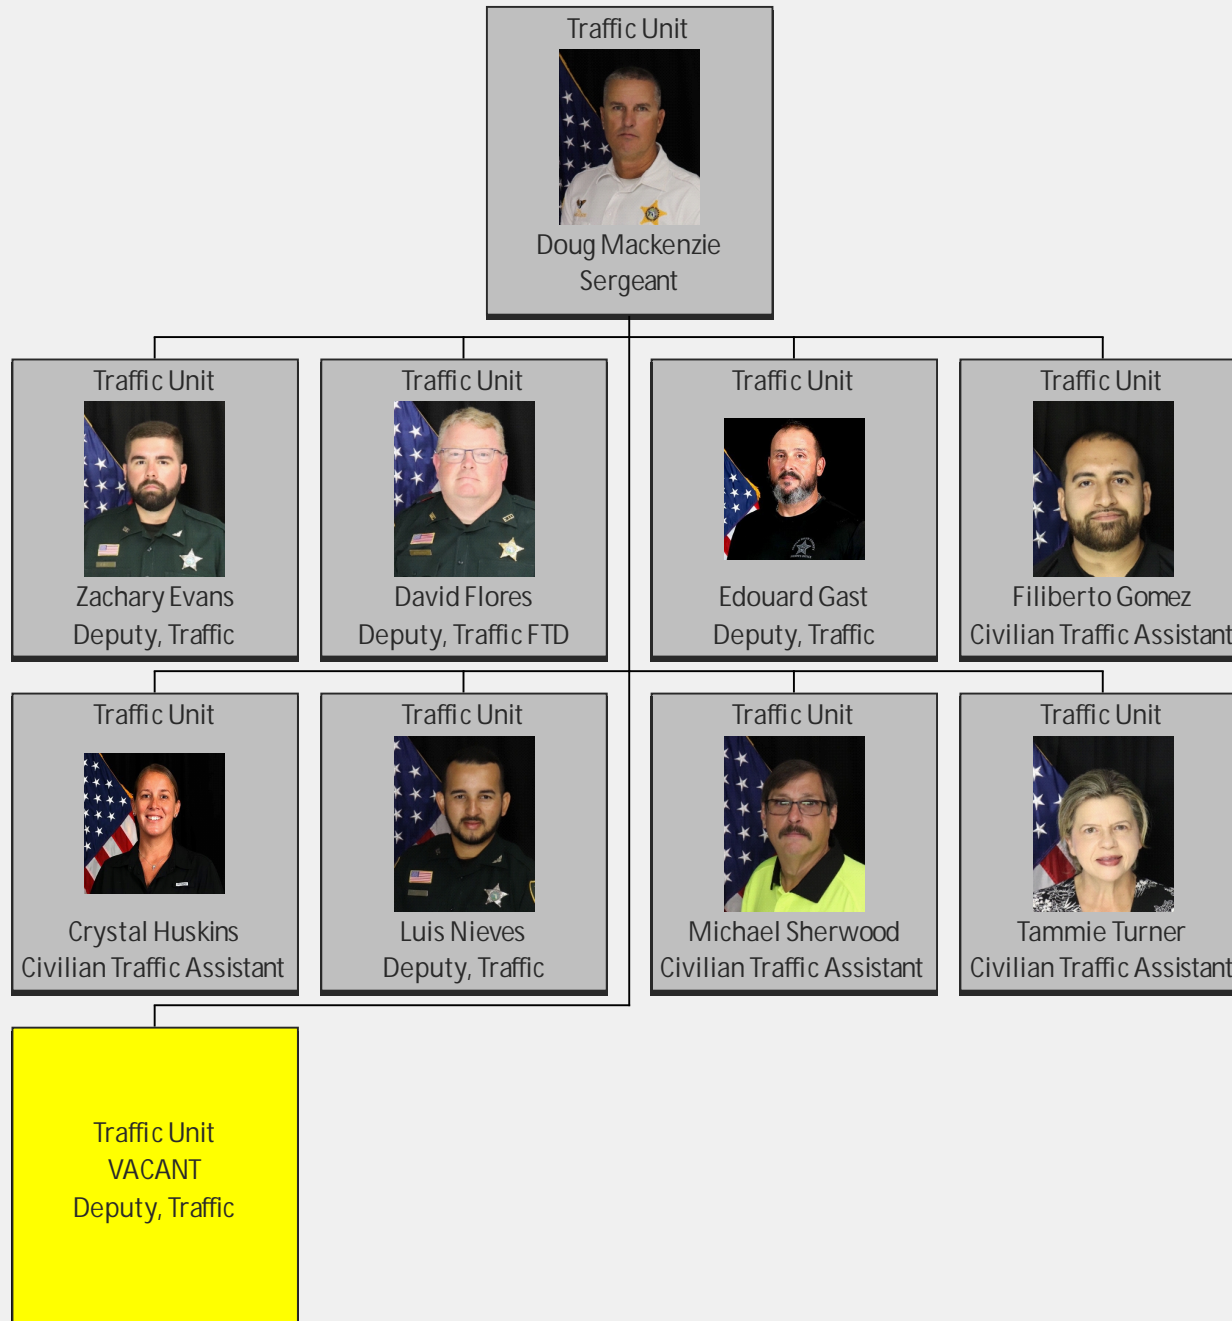 Traffic Unit
Doug Mackenzie
Sergeant
Traffic Unit
Zachary Evans
Deputy, Traffic
Traffic Unit
David Flores
Deputy, Traffic FTD
Traffic Unit
Edouard Gast
Deputy, Traffic
Traffic Unit
Filiberto Gomez
Civilian Traffic Assistant
Traffic Unit
Crystal Huskins
Civilian Traffic Assistant
Traffic Unit
Luis Nieves
Deputy, Traffic
Traffic Unit
Michael Sherwood
Civilian Traffic Assistant
Traffic Unit
Tammie Turner
Civilian Traffic Assistant
Traffic Unit
VACANT
Deputy, Traffic